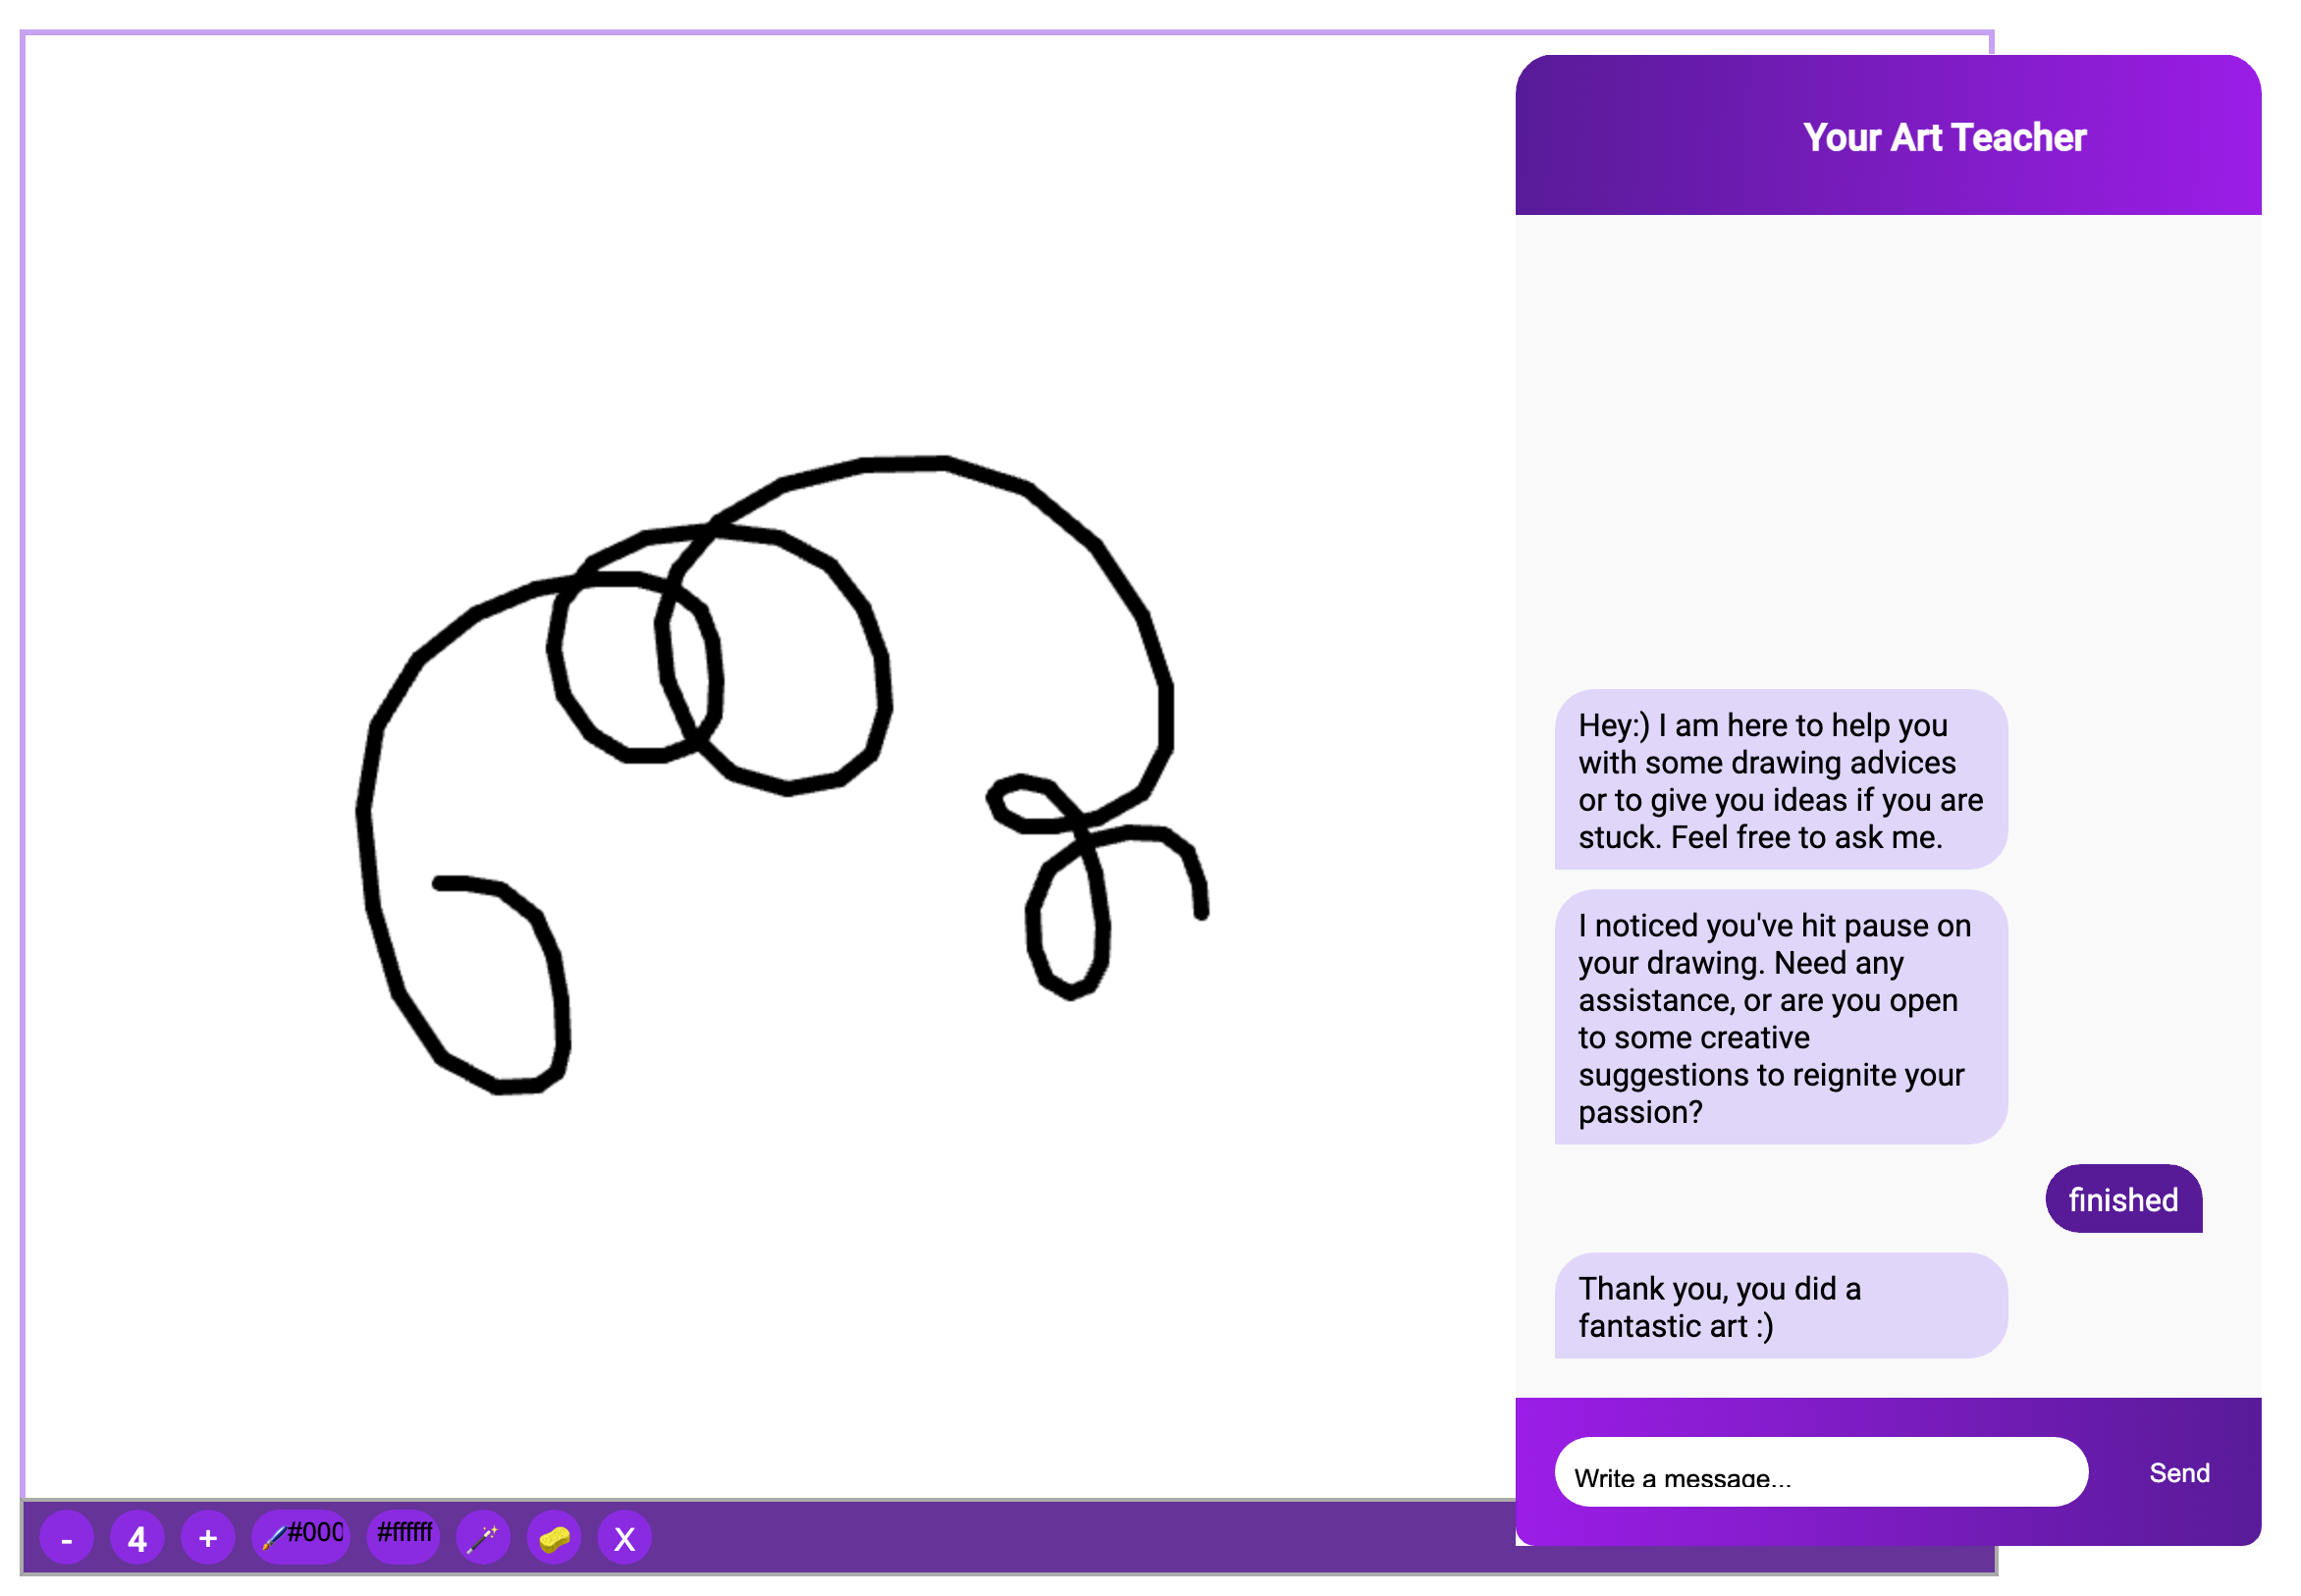 Your Art Teacher
Hey:) I am here to help you
with some drawing advices
or to give you ideas if you are
stuck. Feel free to ask me.
I noticed you've hit pause on
your drawing. Need any
assistance, or are you open
to some creative
suggestions to reignite your
passion?
finished
Thank you, you did a
fantastic art :)
Write a message...
Send
- 4 + #000 #ffffff X